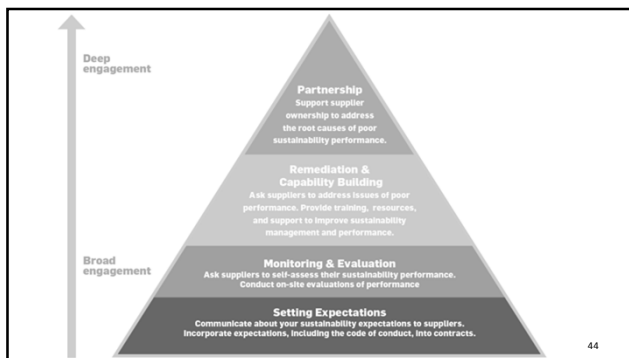 Deep
engagement
Partnership
Support supplier
ownership to address
the root causes of poor
sustainability performance.
Remediation &
Capability Building
Ask suppliers to address issues of poor
performance. Provide training, resources,
and support to improve sustainability
management and performance.
Broad
engagement
Monitoring & Evaluation
Ask suppliers to self-assess their sustainability performance.
Conduct on-site evaluations of performance
Setting Expectations
Communicate about your sustainability expectations to suppliers.
Incorporate expectations, including the code of conduct, into contracts.
44